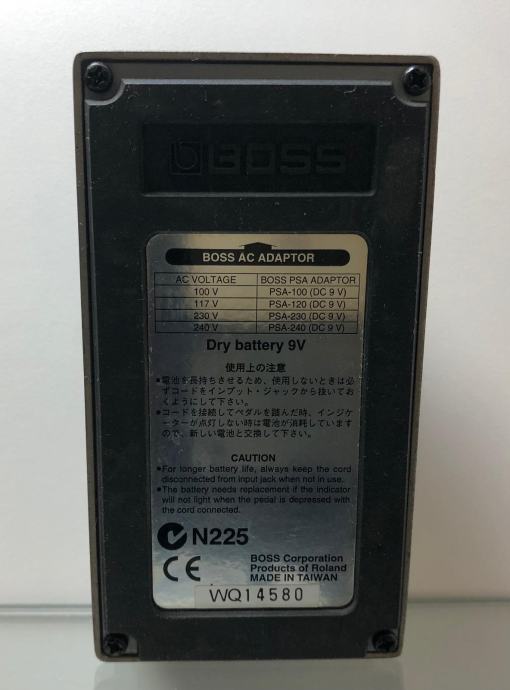 BOSS
BOSS AC ADAPTOR
AC VOLTAGE BOSS PSA ADAPTOR
100 V PSA-100 (DC 9 V)
117 V PSA-120 (DC 9 V)
230 V PSA-230 (DC 9 V)
240 V PSA-240 (DC 9 V)
Dry battery 9V
使用上の注意
●電池を長持ちさせるため、使用しないときは必
ずコードをインプット・ジャックから抜いてお
くようにして下さい。
●コードを接続してペダルを踏んだ時、インジケ
ーターが点灯しない時は電池が消耗しています
ので、新しい電池と交換して下さい。
CAUTION
●For longer battery life, always keep the cord
disconnected from input jack when not in use.
●The battery needs replacement if the indicator
will not light when the pedal is depressed with
the cord connected.
N225
CE
BOSS Corporation
Products of Roland
MADE IN TAIWAN
WQ14580